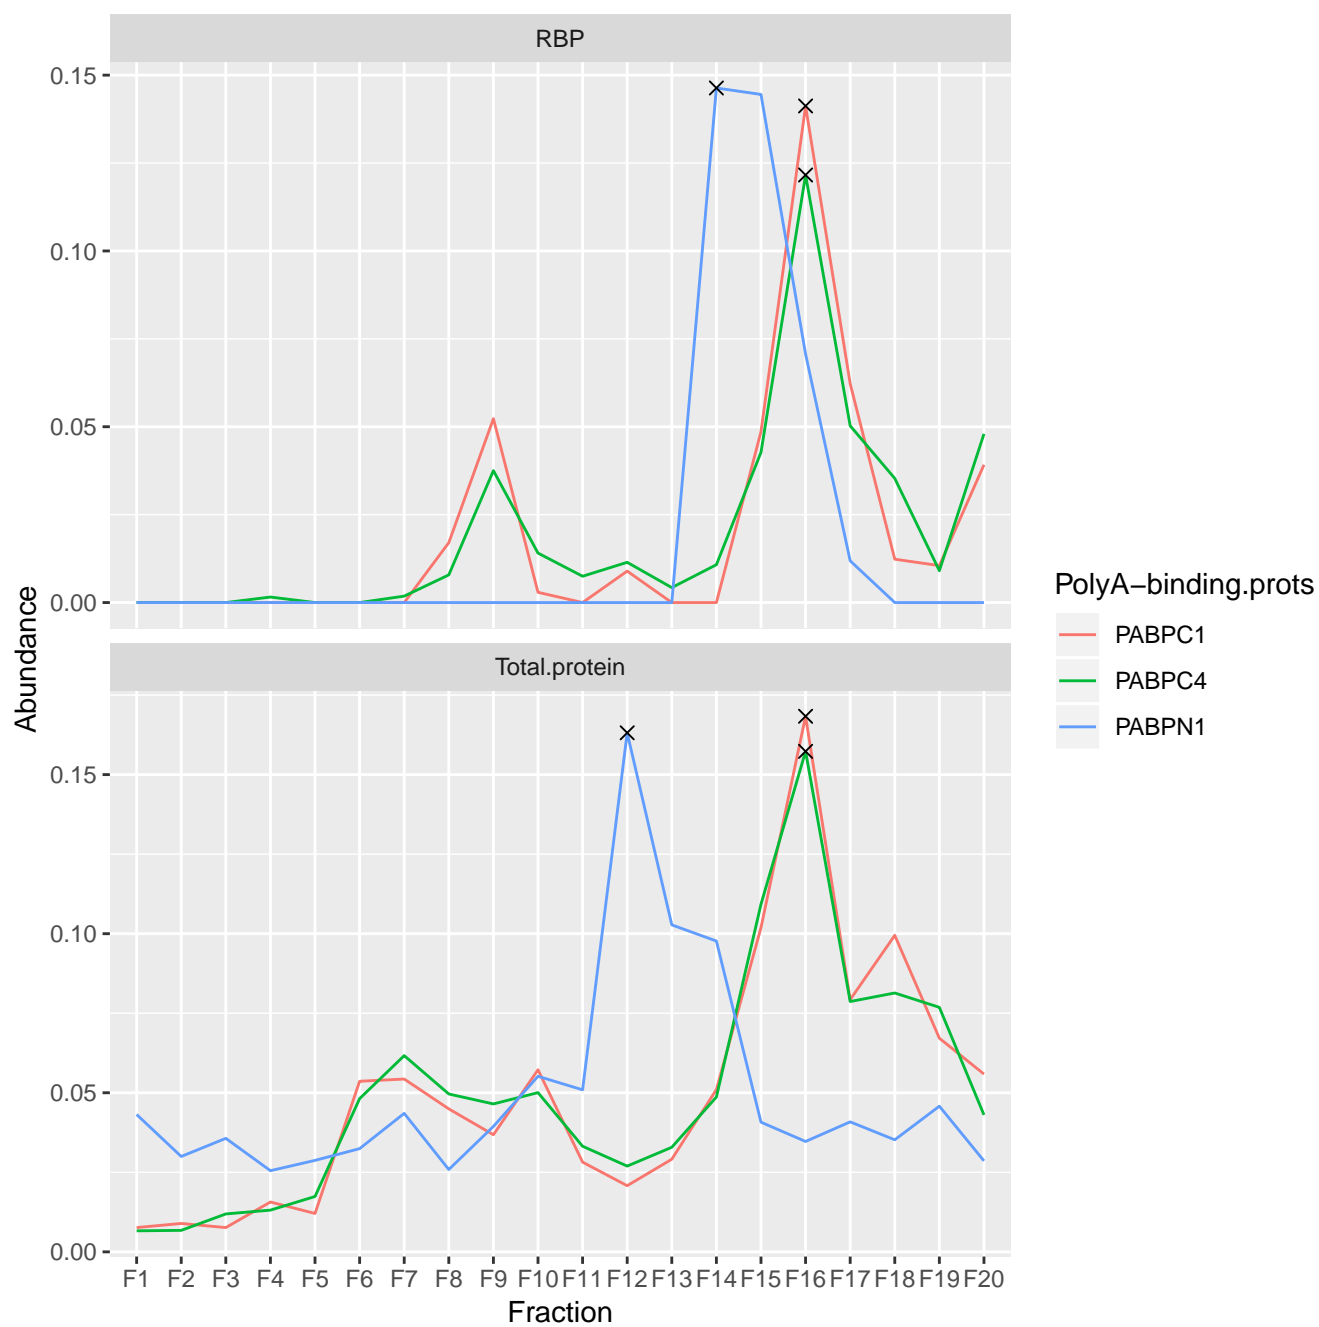 RBP
0.15
0.10
0.05
0.00
Total.protein
0.15
0.10
0.05
0.00
Abundance
F1 F2 F3 F4 F5 F6 F7 F8 F9 F10 F11 F12 F13 F14 F15 F16 F17 F18 F19 F20
Fraction
PolyA−binding.prots
PABPC1
PABPC4
PABPN1